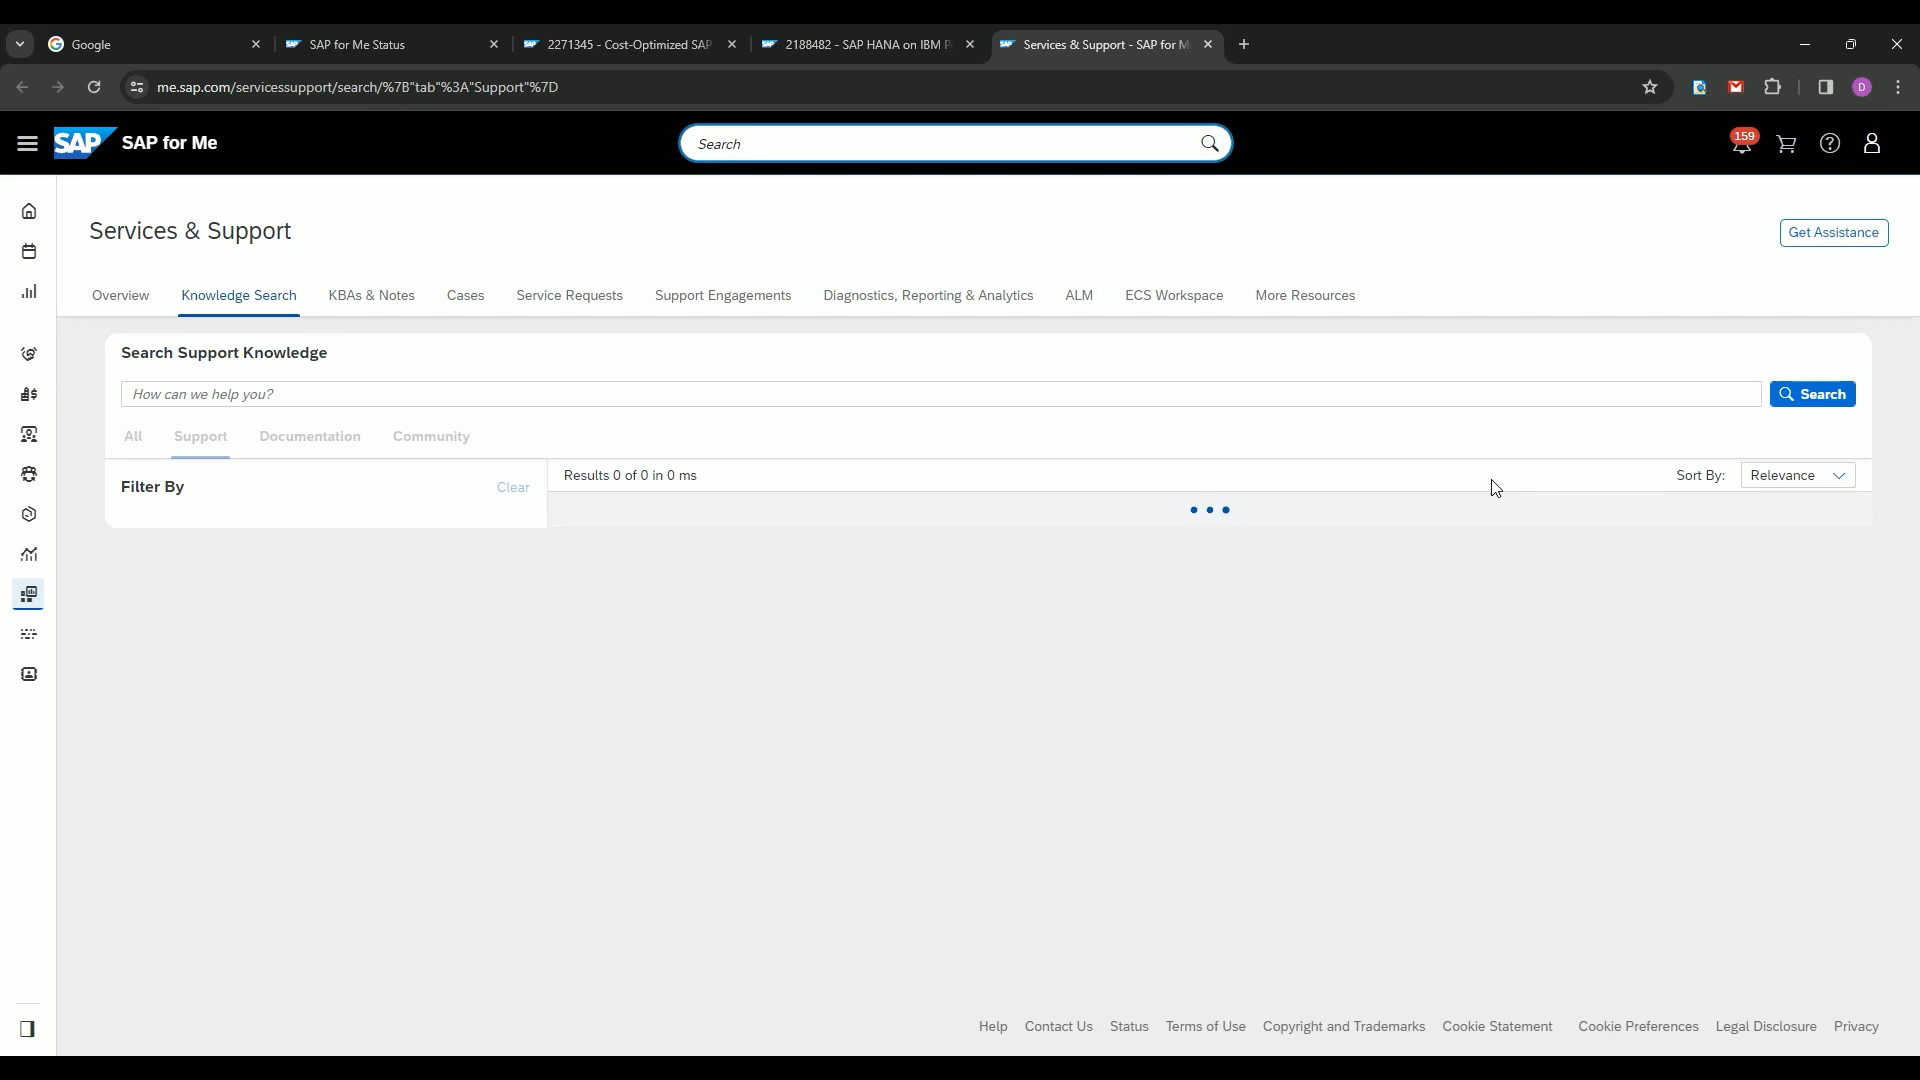 Google
SAP for Me Status
2271345 - Cost-Optimized SAP
2188482 - SAP HANA on IBM P
Services & Support - SAP for M
me.sap.com/servicessupport/search/%7B"tab"%3A"Support"%7D
D
SAP
SAP for Me
Search
159
Services & Support
Get Assistance
Overview
Knowledge Search
KBAs & Notes
Cases
Service Requests
Support Engagements
Diagnostics, Reporting & Analytics
ALM
ECS Workspace
More Resources
Search Support Knowledge
How can we help you?
Search
All
Support
Documentation
Community
Filter By
Clear
Results 0 of 0 in 0 ms
Sort By:
Relevance
Help
Contact Us
Status
Terms of Use
Copyright and Trademarks
Cookie Statement
Cookie Preferences
Legal Disclosure
Privacy